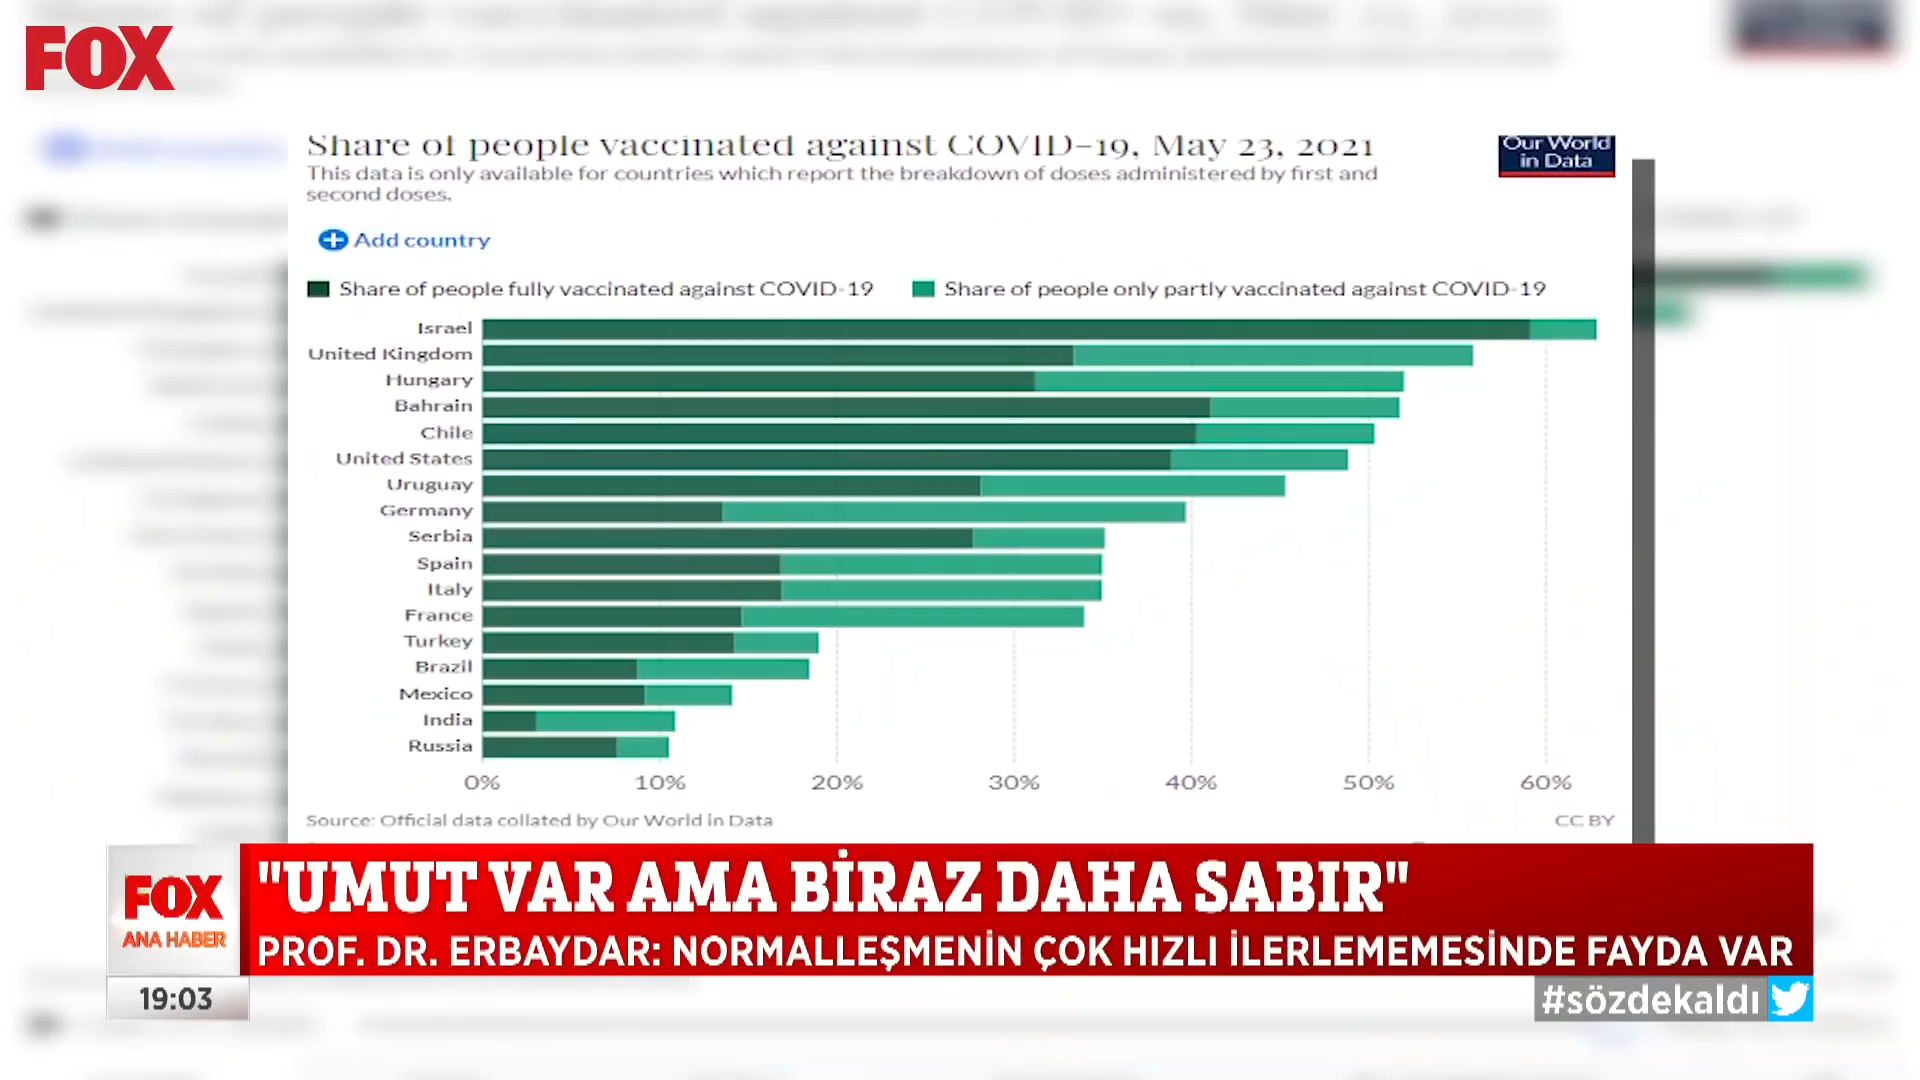 FOX
Share of people vaccinated against COVID-19, May 23, 2021
Our World
in Data
This data is only available for countries which report the breakdown of doses administered by first and
second doses.
Add country
Share of people fully vaccinated against COVID-19
Share of people only partly vaccinated against COVID-19
Israel
United Kingdom
Hungary
Bahrain
Chile
United States
Uruguay
Germany
Serbia
Spain
Italy
France
Turkey
Brazil
Mexico
India
Russia
0% 10% 20% 30% 40% 50% 60%
Source: Official data collated by Our World in Data
CC BY
FOX
ANA HABER
"UMUT VAR AMA BİRAZ DAHA SABIR"
PROF. DR. ERBAYDAR: NORMALLEŞMENİN ÇOK HIZLI İLERLEMEMESİNDE FAYDA VAR
19:03
#sözdekaldı